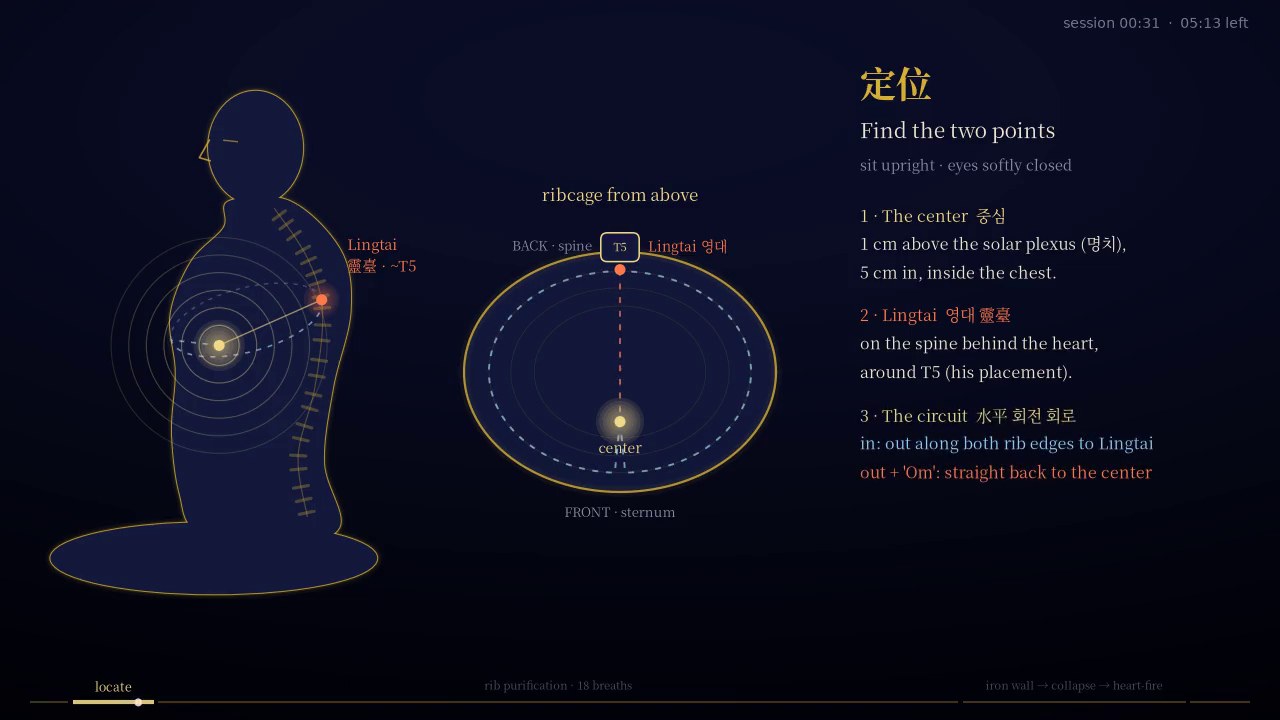 session 00:31 · 05:13 left
定位
Find the two points
sit upright · eyes softly closed
1 · The center 중심
1 cm above the solar plexus (명치),
5 cm in, inside the chest.
2 · Lingtai 영대 靈臺
on the spine behind the heart,
around T5 (his placement).
3 · The circuit 水平 회전 회로
in: out along both rib edges to Lingtai
out + 'Om': straight back to the center
Lingtai
靈臺 · ~T5
ribcage from above
BACK · spine
T5
Lingtai 영대
center
FRONT · sternum
locate
rib purification · 18 breaths
iron wall → collapse → heart-fire